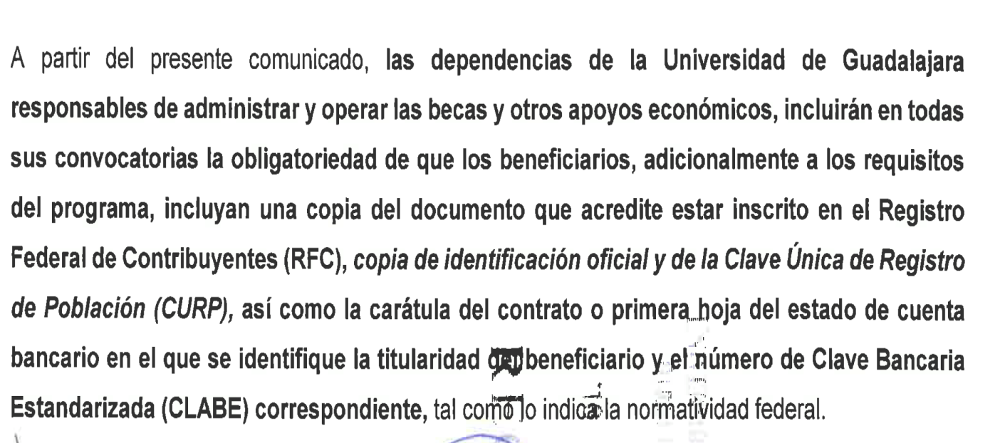 A partir del presente comunicado, las dependencias de la Universidad de Guadalajara
responsables de administrar y operar las becas y otros apoyos económicos, incluirán en todas
sus convocatorias la obligatoriedad de que los beneficiarios, adicionalmente a los requisitos
del programa, incluyan una copia del documento que acredite estar inscrito en el Registro
Federal de Contribuyentes (RFC), copia de identificación oficial y de la Clave Única de Registro
de Población (CURP), así como la carátula del contrato o primera hoja del estado de cuenta
bancario en el que se identifique la titularidad del beneficiario y el número de Clave Bancaria
Estandarizada (CLABE) correspondiente, tal como lo indica la normatividad federal.